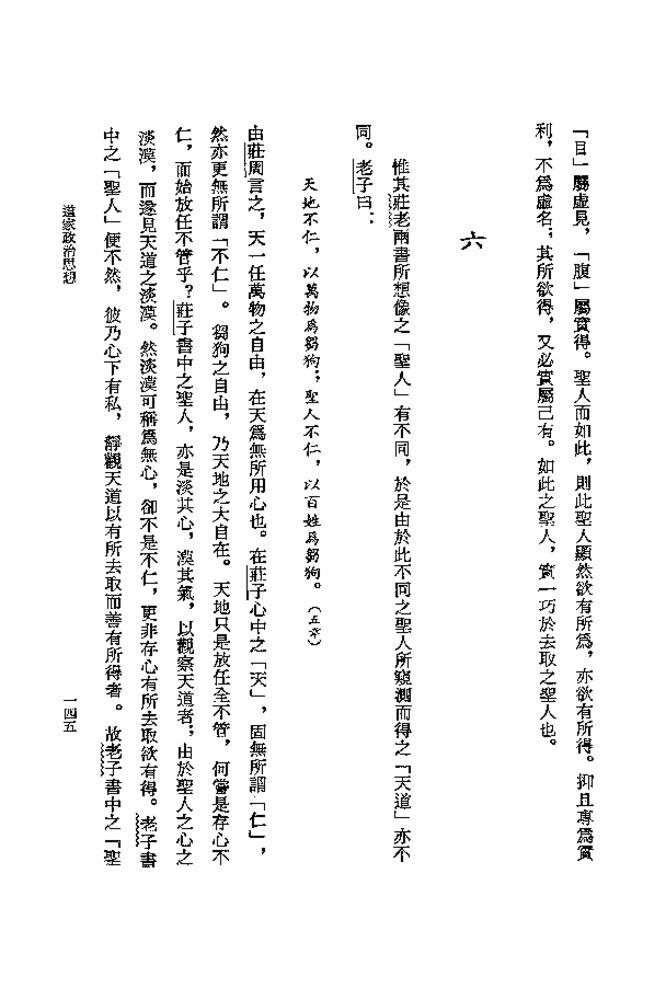 「目」屬虛見，「腹」屬實得。聖人而如此，則此聖人顯然欲有所爲，亦欲有所得。抑且專爲實
利，不爲虛名；其所欲得，又必實屬己有。如此之聖人，實一巧於去取之聖人也。
六
惟其莊老兩書所想像之「聖人」有不同，於是由於此不同之聖人所窺測而得之「天道」亦不
同。老子曰：
天地不仁，以萬物爲芻狗；聖人不仁，以百姓爲芻狗。（五章）
由莊周言之，天一任萬物之自由，在天爲無所用心也。在莊子心中之「天」，固無所謂「仁」，
然亦更無所謂「不仁」。芻狗之自由，乃天地之大自在。天地只是放任全不管，何嘗是存心不
仁，而始放任不管乎？莊子書中之聖人，亦是淡其心，漠其氣，以觀察天道者；由於聖人之心之
淡漠，而遂見天道之淡漠。然淡漠可稱爲無心，卻不是不仁，更非存心有所去取欲有得。老子書
中之「聖人」便不然，彼乃心下有私，靜觀天道以有所去取而善有所得者。故老子書中之「聖
道家政治思想
一四五